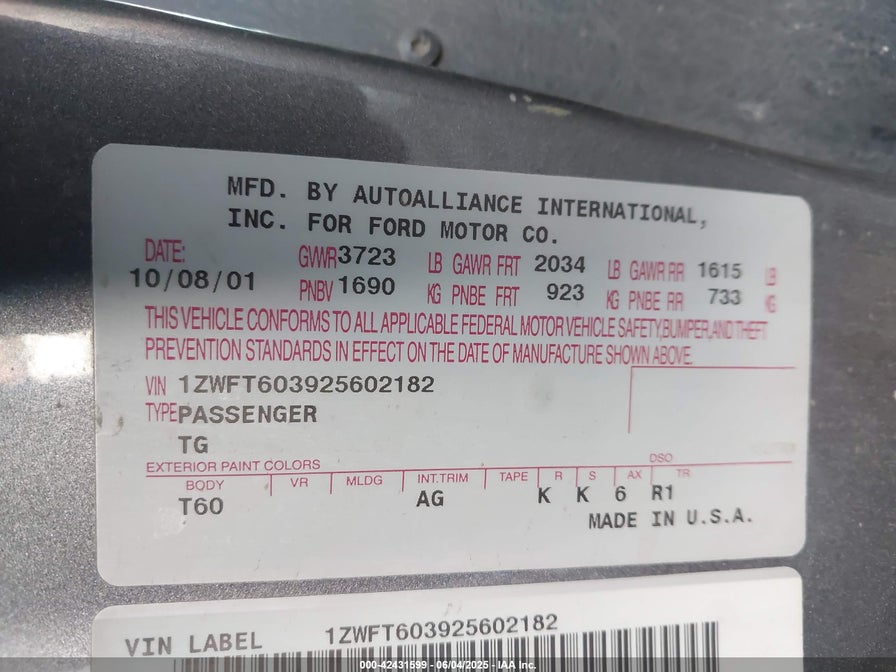 MFD. BY AUTOALLIANCE INTERNATIONAL,
INC. FOR FORD MOTOR CO.
DATE: GVWR 3723 LB GAWR FRT 2034 LB GAWR RR 1615 LB
10/08/01 PNBV 1690 KG PNBE FRT 923 KG PNBE RR 733 KG
THIS VEHICLE CONFORMS TO ALL APPLICABLE FEDERAL MOTOR VEHICLE SAFETY, BUMPER, AND THEFT
PREVENTION STANDARDS IN EFFECT ON THE DATE OF MANUFACTURE SHOWN ABOVE.
VIN 1ZWFT603925602182
TYPE PASSENGER
TG
EXTERIOR PAINT COLORS DSO
BODY VR MLDG INT.TRIM TAPE R S AX TR
T60 AG K K 6 R1
MADE IN U.S.A.
VIN LABEL 1ZWFT603925602182
000-42431599 - 06/04/2025 - IAA Inc.